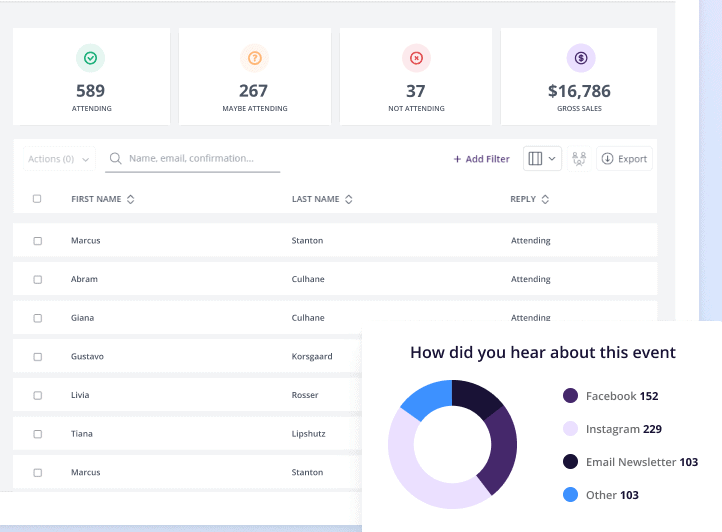 589
ATTENDING
267
MAYBE ATTENDING
37
NOT ATTENDING
$16,786
GROSS SALES
Actions (0)
Name, email, confirmation...
+ Add Filter
Export
FIRST NAME LAST NAME REPLY
Marcus Stanton Attending
Abram Culhane Attending
Giana Culhane Attending
Gustavo Korsgaard
Livia Rosser
Tiana Lipshutz
Marcus Stanton
How did you hear about this event
Facebook 152
Instagram 229
Email Newsletter 103
Other 103